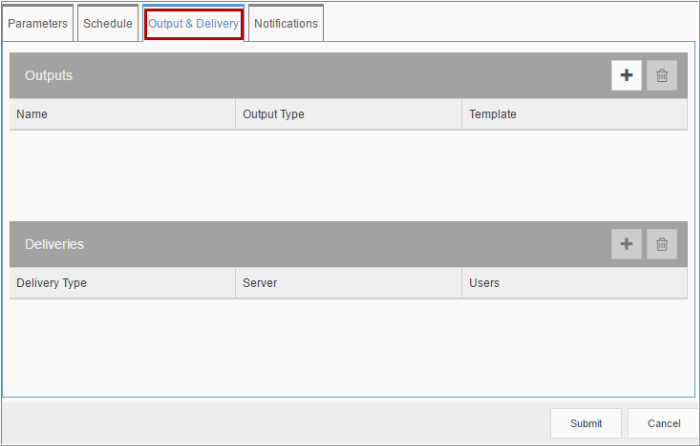 Parameters Schedule Output & Delivery Notifications
Outputs
Name Output Type Template
Deliveries
Delivery Type Server Users
Submit Cancel